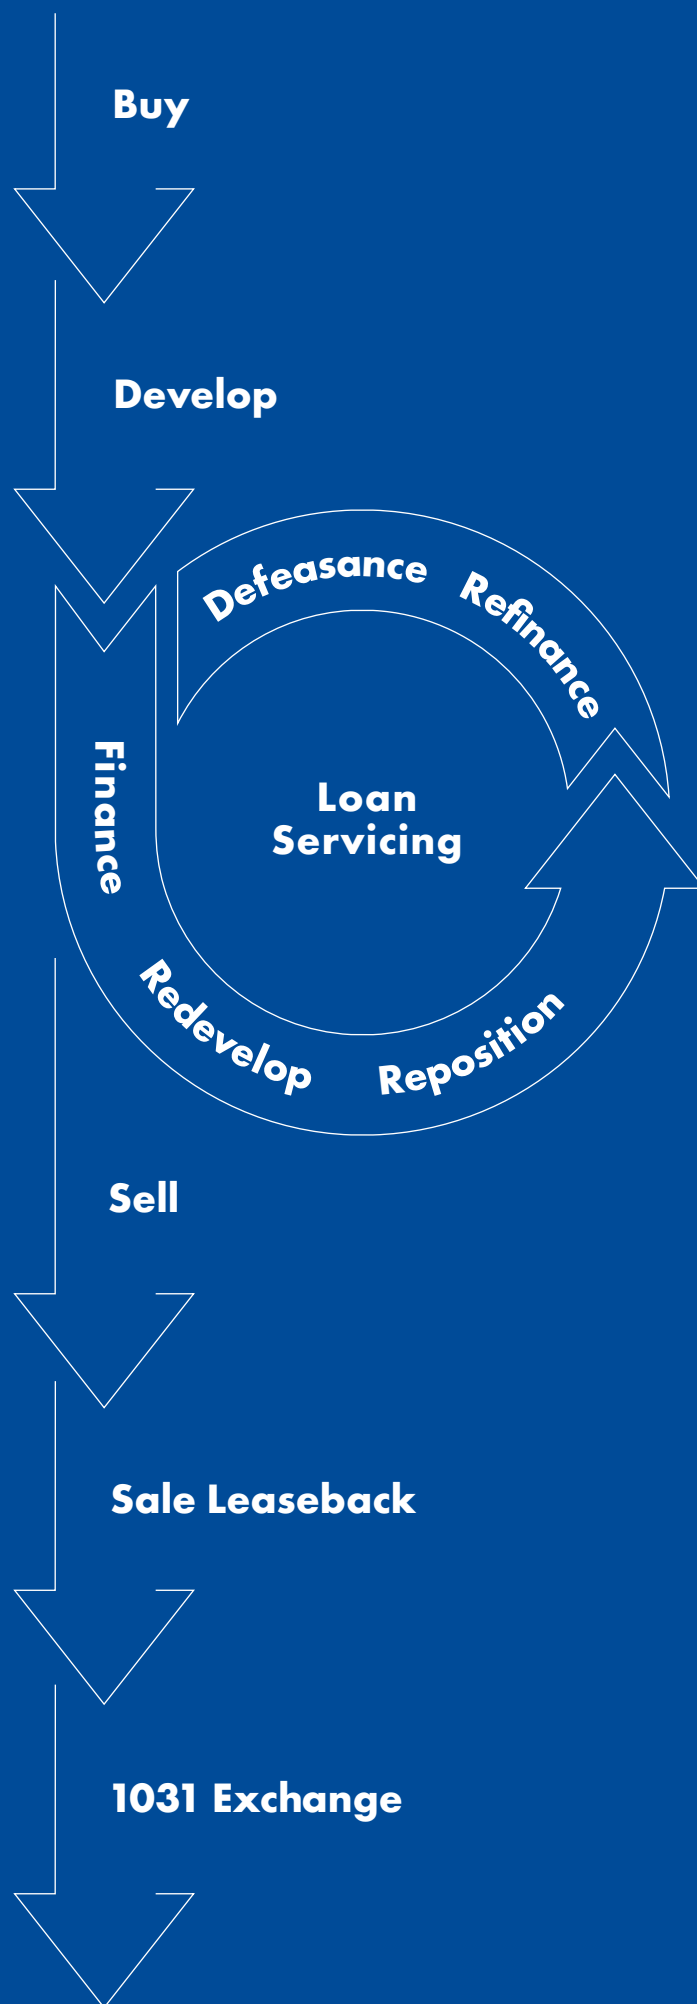 Buy
Develop
Defeasance
Refinance
Finance
Loan
Servicing
Redevelop
Reposition
Sell
Sale Leaseback
1031 Exchange